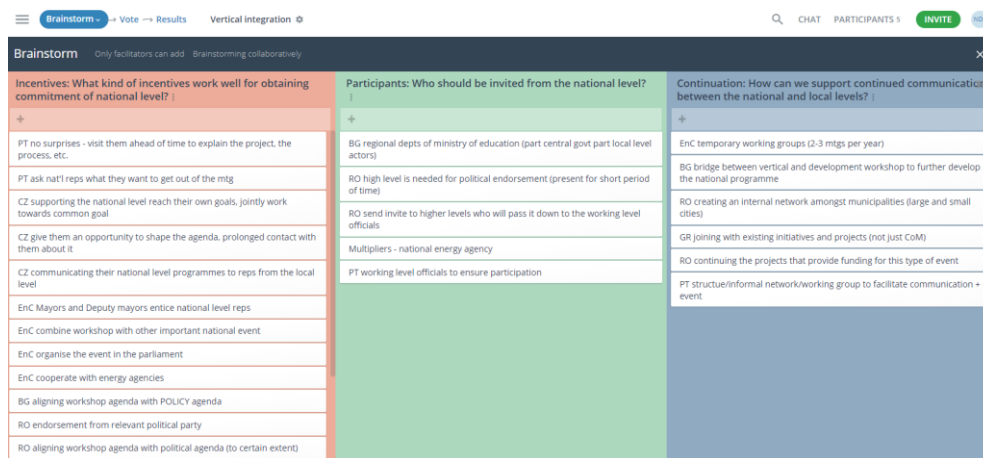 Brainstorm Vote Results Vertical integration CHAT PARTICIPANTS 5 INVITE
Brainstorm Only facilitators can add Brainstorming collaboratively
Incentives: What kind of incentives work well for obtaining
commitment of national level?
+
PT no surprises - visit them ahead of time to explain the project, the
process, etc.
PT ask nat'l reps what they want to get out of the mtg
CZ supporting the national level reach their own goals, jointly work
towards common goal
CZ give them an opportunity to shape the agenda, prolonged contact with
them about it
CZ communicating their national level programmes to reps from the local
level
EnC Mayors and Deputy mayors entice national level reps
EnC combine workshop with other important national event
EnC organise the event in the parliament
EnC cooperate with energy agencies
BG aligning workshop agenda with POLICY agenda
RO endorsement from relevant political party
RO aligning workshop agenda with political agenda (to certain extent)
Participants: Who should be invited from the national level?
+
BG regional depts of ministry of education (part central govt part local level
actors)
RO high level is needed for political endorsement (present for short period
of time)
RO send invite to higher levels who will pass it down to the working level
officials
Multipliers - national energy agency
PT working level officials to ensure participation
Continuation: How can we support continued communication
between the national and local levels?
+
EnC temporary working groups (2-3 mtgs per year)
BG bridge between vertical and development workshop to further develop
the national programme
RO creating an internal network amongst municipalities (large and small
cities)
GR joining with existing initiatives and projects (not just CoM)
RO continuing the projects that provide funding for this type of event
PT structue/informal network/working group to facilitate communication +
event